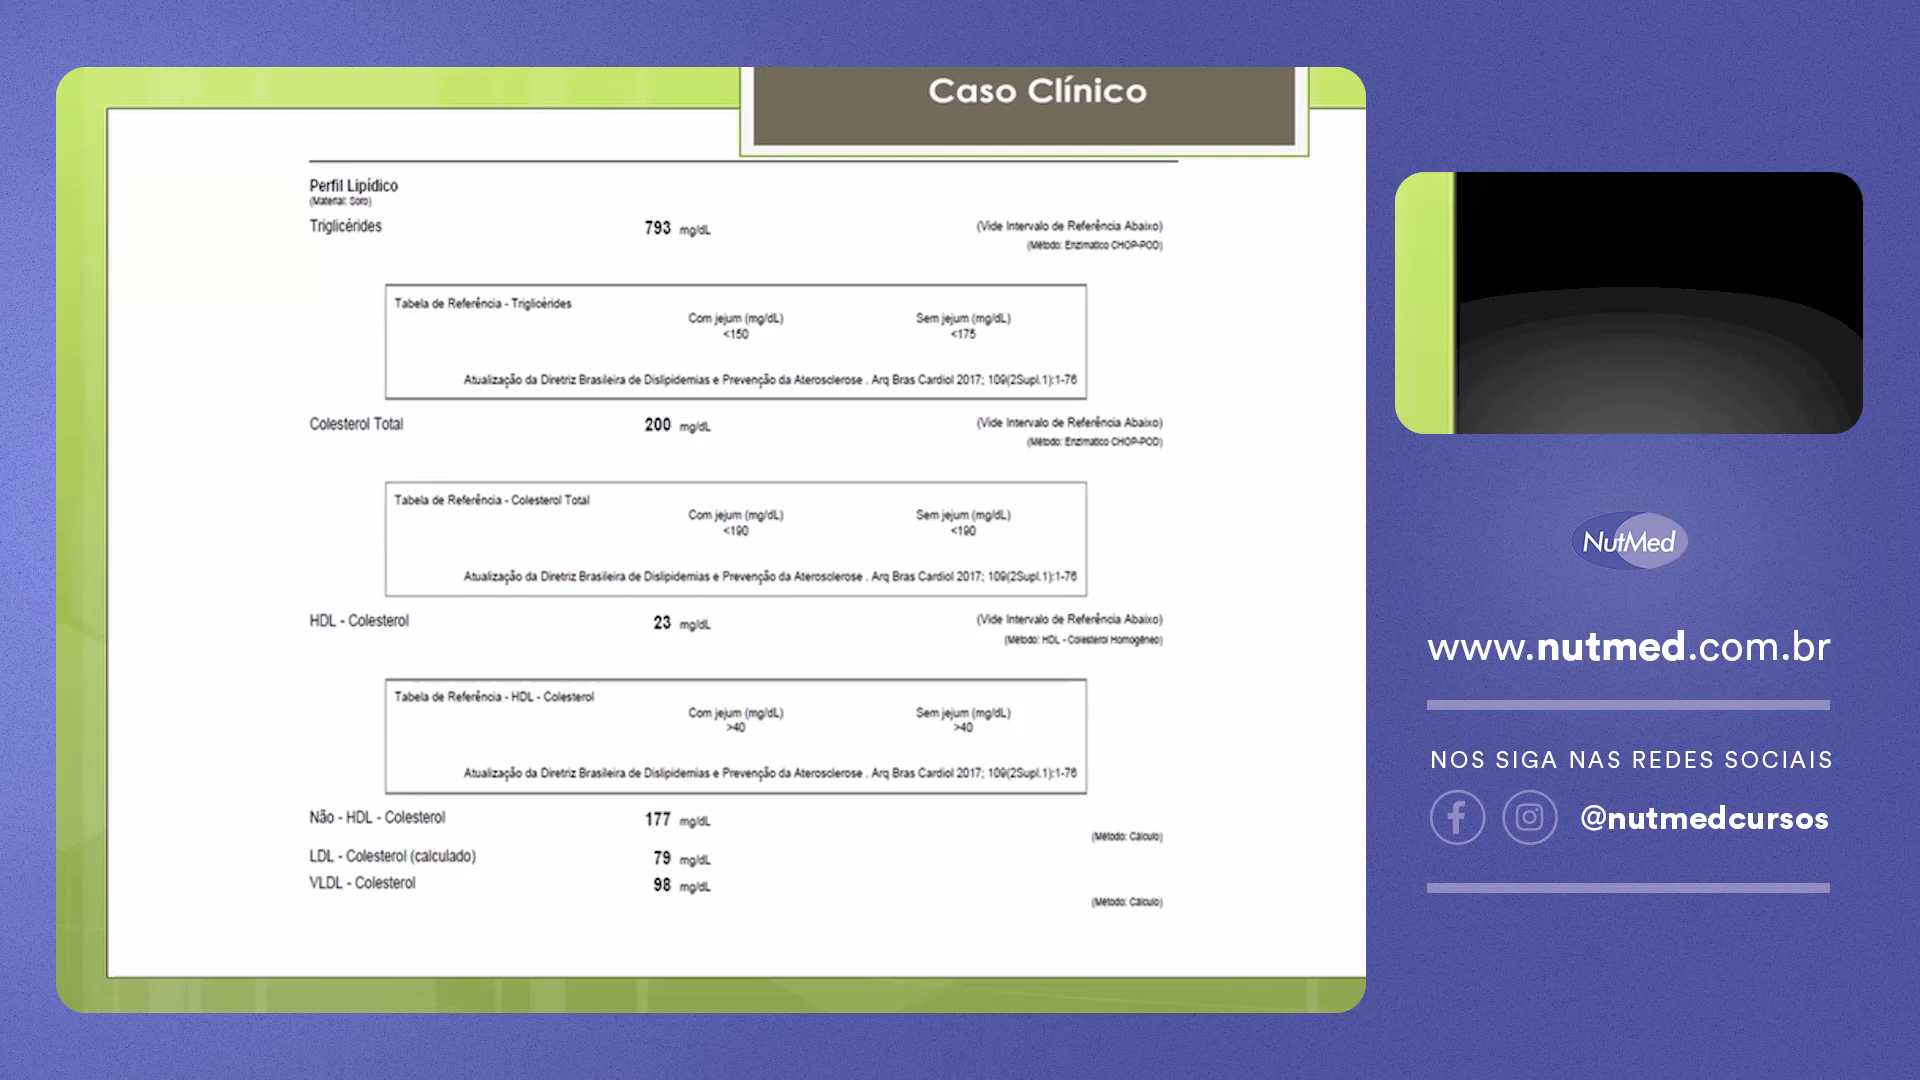 Caso Clínico
Perfil Lipídico
(Material: Soro)
Triglicérides 793 mg/dL (Vide Intervalo de Referência Abaixo)
(Método: Enzimatico CHOP-POD)
Tabela de Referência - Triglicérides
Com jejum (mg/dL) Sem jejum (mg/dL)
<150 <175
Atualização da Diretriz Brasileira de Dislipidemias e Prevenção da Aterosclerose . Arq Bras Cardiol 2017; 109(2Supl.1):1-76
Colesterol Total 200 mg/dL (Vide Intervalo de Referência Abaixo)
(Método: Enzimatico CHOP-POD)
Tabela de Referência - Colesterol Total
Com jejum (mg/dL) Sem jejum (mg/dL)
<190 <190
Atualização da Diretriz Brasileira de Dislipidemias e Prevenção da Aterosclerose . Arq Bras Cardiol 2017; 109(2Supl.1):1-76
HDL - Colesterol 23 mg/dL (Vide Intervalo de Referência Abaixo)
(Método: HDL - Colesterol Homogêneo)
Tabela de Referência - HDL - Colesterol
Com jejum (mg/dL) Sem jejum (mg/dL)
>40 >40
Atualização da Diretriz Brasileira de Dislipidemias e Prevenção da Aterosclerose . Arq Bras Cardiol 2017; 109(2Supl.1):1-76
Não - HDL - Colesterol 177 mg/dL
(Método: Cálculo)
LDL - Colesterol (calculado) 79 mg/dL
VLDL - Colesterol 98 mg/dL
(Método: Cálculo)
NutMed
www.nutmed.com.br
NOS SIGA NAS REDES SOCIAIS
@nutmedcursos